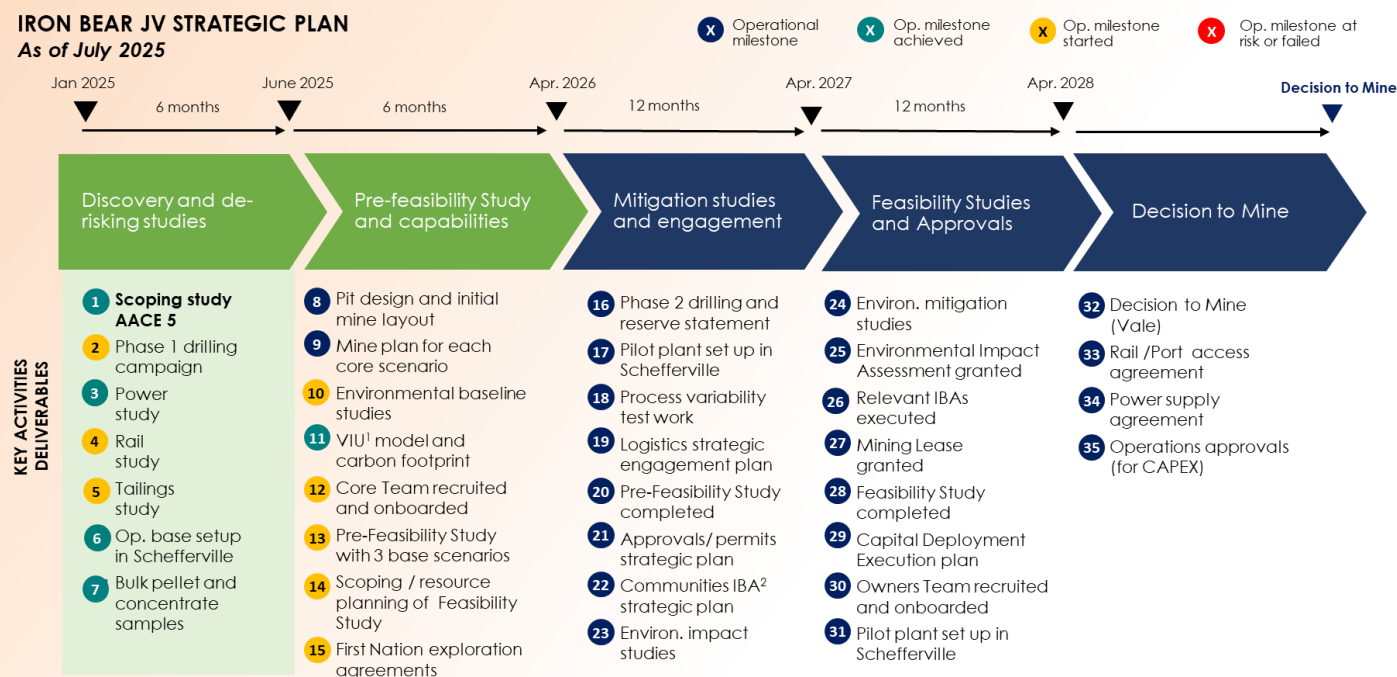 IRON BEAR JV STRATEGIC PLAN
As of July 2025
X Operational
milestone
X Op. milestone
achieved
X Op. milestone
started
X Op. milestone at
risk or failed
Jan 2025
June 2025
Apr. 2026
Apr. 2027
Apr. 2028
Decision to Mine
6 months
6 months
12 months
12 months
Discovery and de-
risking studies
Pre-feasibility Study
and capabilities
Mitigation studies
and engagement
Feasibility Studies
and Approvals
Decision to Mine
KEY ACTIVITIES
DELIVERABLES
1 Scoping study
AACE 5
2 Phase 1 drilling
campaign
3 Power
study
4 Rail
study
5 Tailings
study
6 Op. base setup
in Schefferville
7 Bulk pellet and
concentrate
samples
8 Pit design and initial
mine layout
9 Mine plan for each
core scenario
10 Environmental baseline
studies
11 VIU¹ model and
carbon footprint
12 Core Team recruited
and onboarded
13 Pre-Feasibility Study
with 3 base scenarios
14 Scoping / resource
planning of Feasibility
Study
15 First Nation exploration
agreements
16 Phase 2 drilling and
reserve statement
17 Pilot plant set up in
Schefferville
18 Process variability
test work
19 Logistics strategic
engagement plan
20 Pre-Feasibility Study
completed
21 Approvals/ permits
strategic plan
22 Communities IBA²
strategic plan
23 Environ. impact
studies
24 Environ. mitigation
studies
25 Environmental Impact
Assessment granted
26 Relevant IBAs
executed
27 Mining Lease
granted
28 Feasibility Study
completed
29 Capital Deployment
Execution plan
30 Owners Team recruited
and onboarded
31 Pilot plant set up in
Schefferville
32 Decision to Mine
(Vale)
33 Rail /Port access
agreement
34 Power supply
agreement
35 Operations approvals
(for CAPEX)